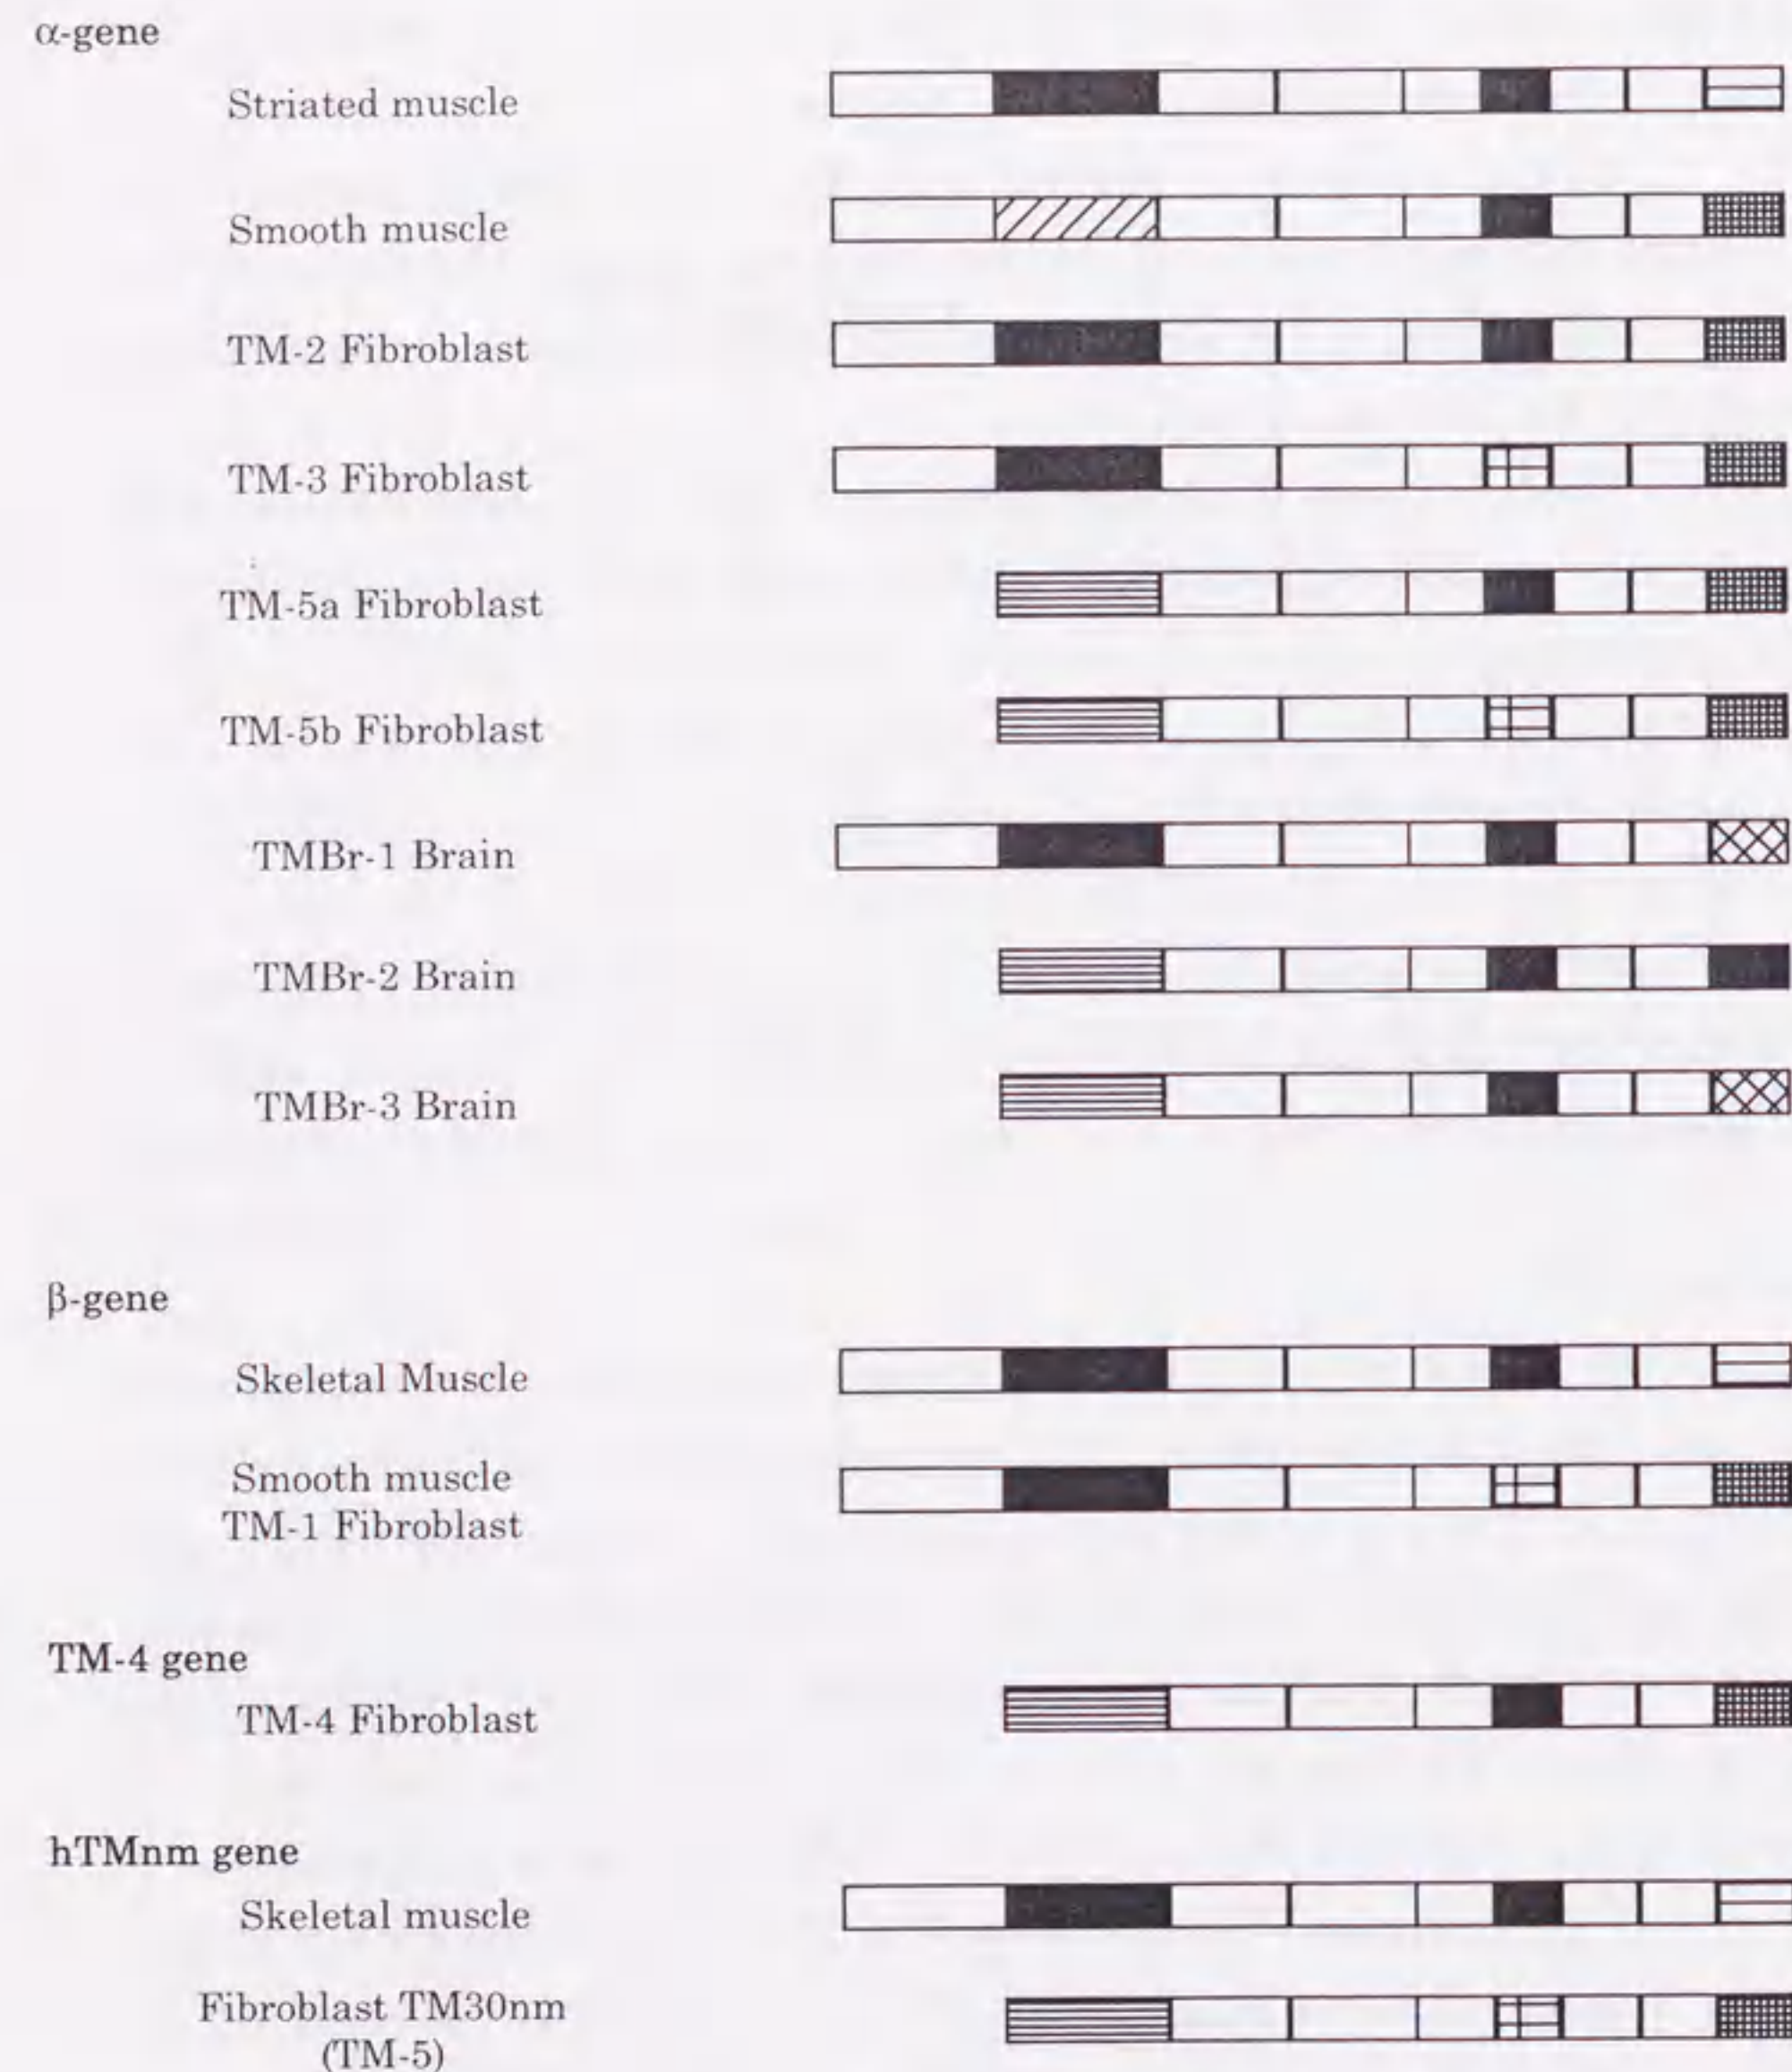 α-gene
Striated muscle
Smooth muscle
TM-2 Fibroblast
TM-3 Fibroblast
TM-5a Fibroblast
TM-5b Fibroblast
TMBr-1 Brain
TMBr-2 Brain
TMBr-3 Brain
β-gene
Skeletal Muscle
Smooth muscle
TM-1 Fibroblast
TM-4 gene
TM-4 Fibroblast
hTMnm gene
Skeletal muscle
Fibroblast TM30nm
(TM-5)